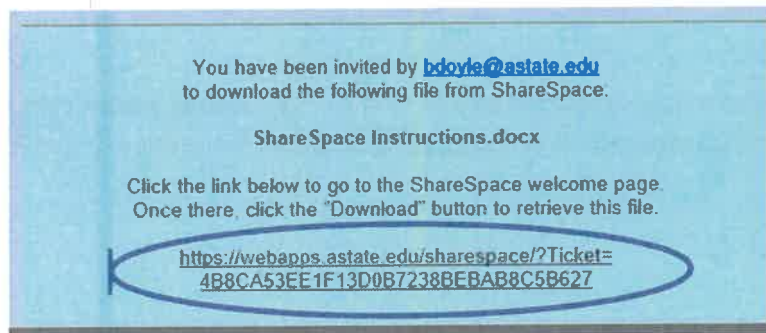 You have been invited by bdoyle@astate.edu
to download the following file from ShareSpace:
ShareSpace Instructions.docx
Click the link below to go to the ShareSpace welcome page.
Once there, click the "Download" button to retrieve this file.
https://webapps.astate.edu/sharespace/?Ticket=
4B8CA53EE1F13D0B7238BEBAB8C5B627